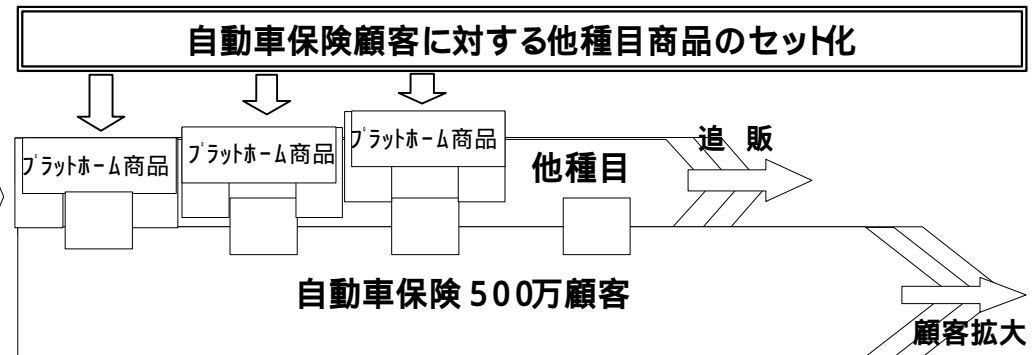 自動車保険顧客に対する他種目商品のセット化
プラットホーム商品
プラットホーム商品
プラットホーム商品
他種目
追 販
自動車保険500万顧客
顧客拡大